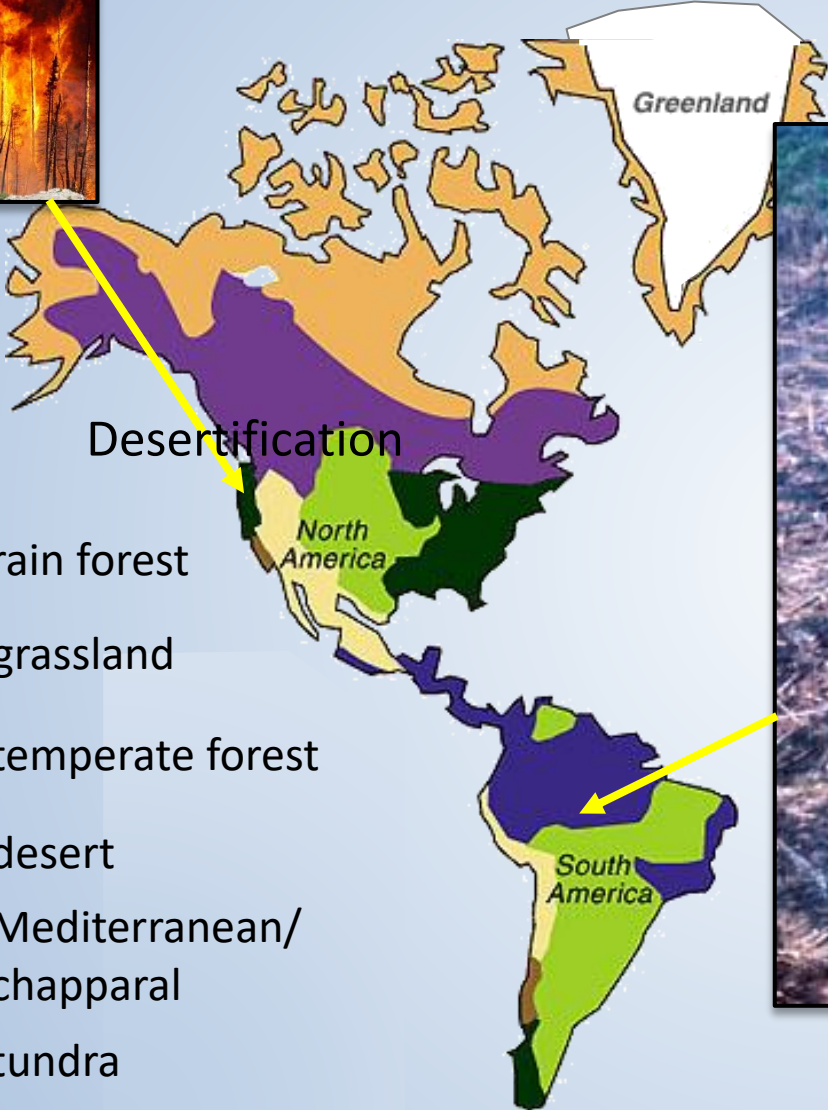 Greenland
Desertification
North
America
rain forest
grassland
temperate forest
desert
South
America
Mediterranean/
chapparal
tundra